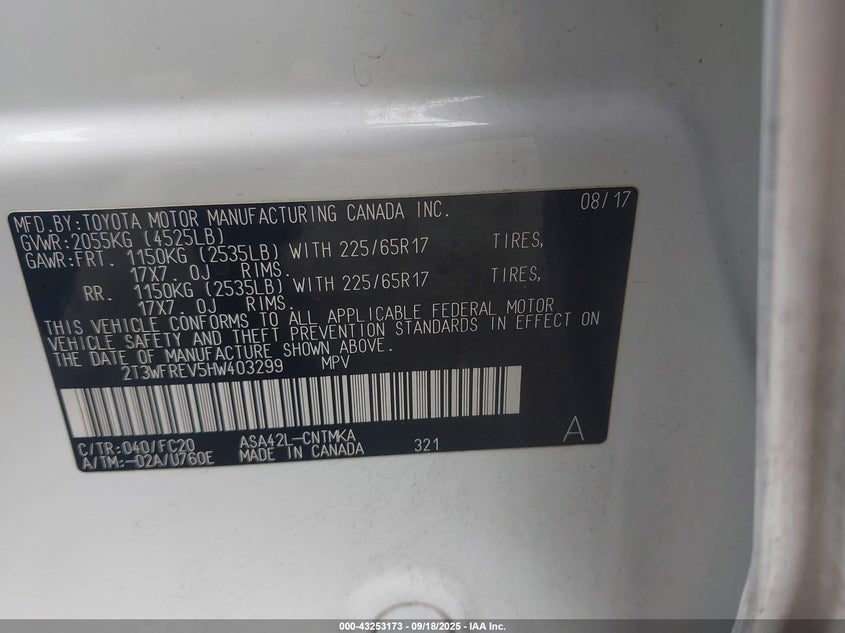 MFD.BY:TOYOTA MOTOR MANUFACTURING CANADA INC. 08/17
GVWR:2055KG (4525LB)
GAWR:FRT. 1150KG (2535LB) WITH 225/65R17 TIRES,
17X7.0J RIMS.
RR. 1150KG (2535LB) WITH 225/65R17 TIRES,
17X7.0J RIMS.
THIS VEHICLE CONFORMS TO ALL APPLICABLE FEDERAL MOTOR
VEHICLE SAFETY AND THEFT PREVENTION STANDARDS IN EFFECT ON
THE DATE OF MANUFACTURE SHOWN ABOVE.
2T3WFREV5HW403299 MPV
C/TR:040/FC20 ASA42L-CNTMKA 321 A
A/TM:-02A/U760E MADE IN CANADA
000-43253173 - 09/18/2025 - IAA Inc.